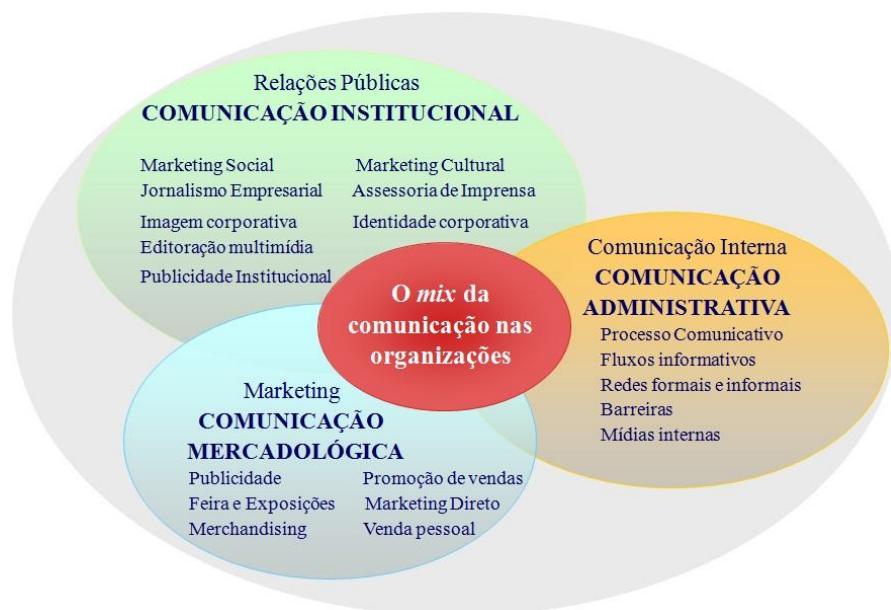 Relações Públicas
COMUNICAÇÃO INSTITUCIONAL
Marketing Social
Marketing Cultural
Jornalismo Empresarial
Assessoria de Imprensa
Imagem corporativa
Identidade corporativa
Editoração multimídia
Publicidade Institucional
Comunicação Interna
COMUNICAÇÃO
ADMINISTRATIVA
Processo Comunicativo
Fluxos informativos
Redes formais e informais
Barreiras
Mídias internas
O mix da
comunicação nas
organizações
Marketing
COMUNICAÇÃO
MERCADOLÓGICA
Publicidade
Promoção de vendas
Feira e Exposições
Marketing Direto
Merchandising
Venda pessoal